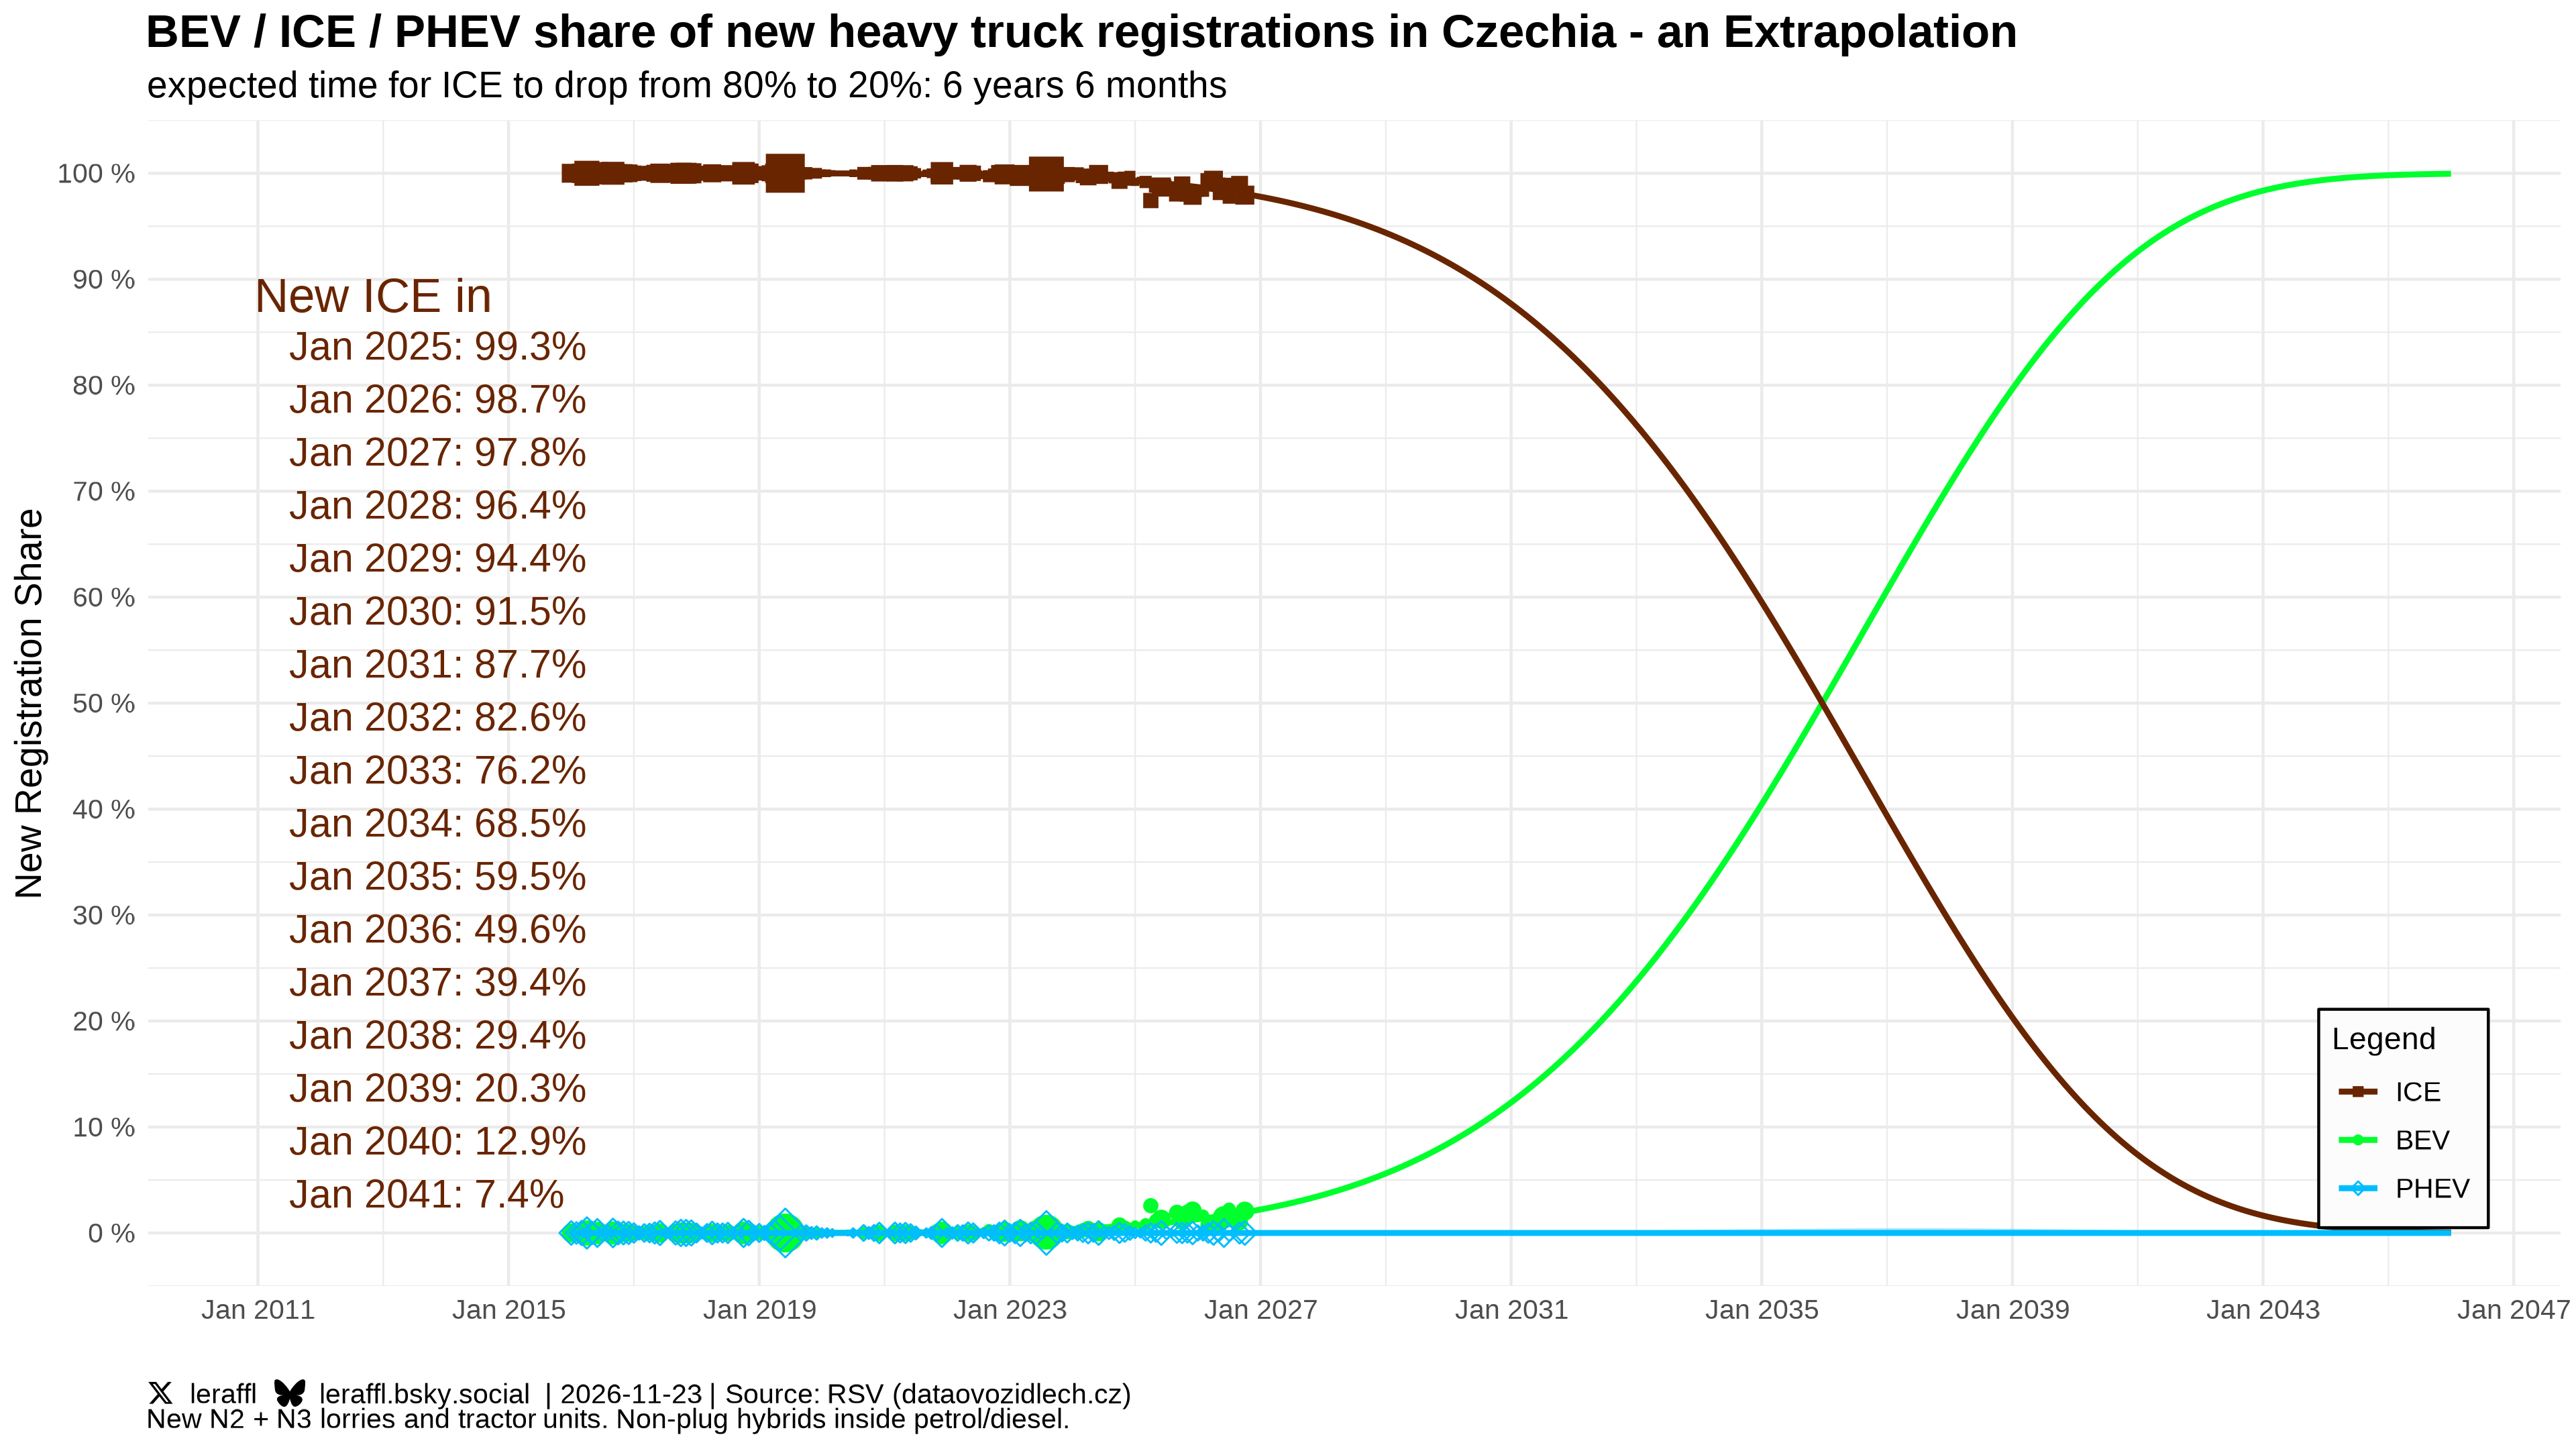 BEV / ICE / PHEV share of new heavy truck registrations in Czechia - an Extrapolation
expected time for ICE to drop from 80% to 20%: 6 years 6 months
New Registration Share
100 %
90 %
80 %
70 %
60 %
50 %
40 %
30 %
20 %
10 %
0 %
New ICE in
Jan 2025: 99.3%
Jan 2026: 98.7%
Jan 2027: 97.8%
Jan 2028: 96.4%
Jan 2029: 94.4%
Jan 2030: 91.5%
Jan 2031: 87.7%
Jan 2032: 82.6%
Jan 2033: 76.2%
Jan 2034: 68.5%
Jan 2035: 59.5%
Jan 2036: 49.6%
Jan 2037: 39.4%
Jan 2038: 29.4%
Jan 2039: 20.3%
Jan 2040: 12.9%
Jan 2041: 7.4%
Legend
ICE
BEV
PHEV
Jan 2011 Jan 2015 Jan 2019 Jan 2023 Jan 2027 Jan 2031 Jan 2035 Jan 2039 Jan 2043 Jan 2047
leraffl leraffl.bsky.social | 2026-11-23 | Source: RSV (dataovozidlech.cz)
New N2 + N3 lorries and tractor units. Non-plug hybrids inside petrol/diesel.